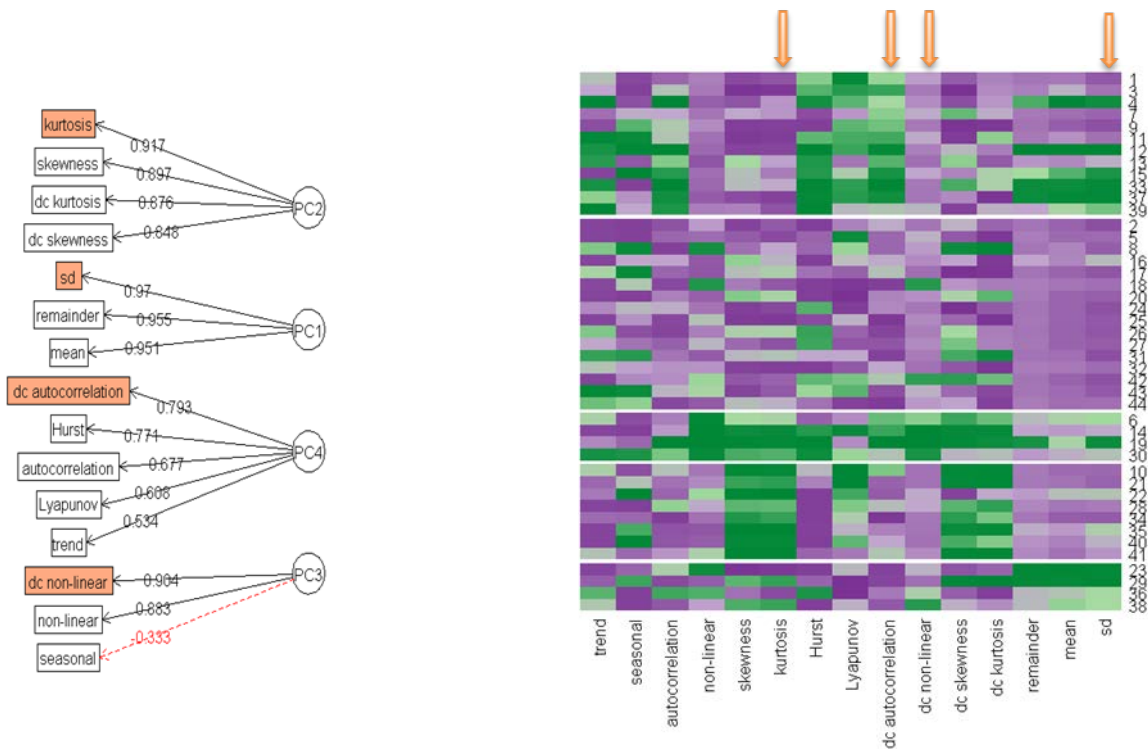 kurtosis
0.917
skewness
0.897
dc kurtosis
0.876
PC2
dc skewness
0.848
sd
0.97
remainder
0.955
PC1
mean
0.951
dc autocorrelation
0.793
Hurst
0.771
autocorrelation
0.677
PC4
Lyapunov
0.608
trend
0.534
dc non-linear
0.904
PC3
non-linear
0.883
seasonal
-0.333
1
3
4
7
9
11
12
13
15
33
37
39
2
5
8
16
17
18
20
24
25
26
27
31
32
42
43
44
6
14
19
30
10
21
22
28
34
35
40
41
23
29
36
38
trend
seasonal
autocorrelation
non-linear
skewness
kurtosis
Hurst
Lyapunov
dc autocorrelation
dc non-linear
dc skewness
dc kurtosis
remainder
mean
sd